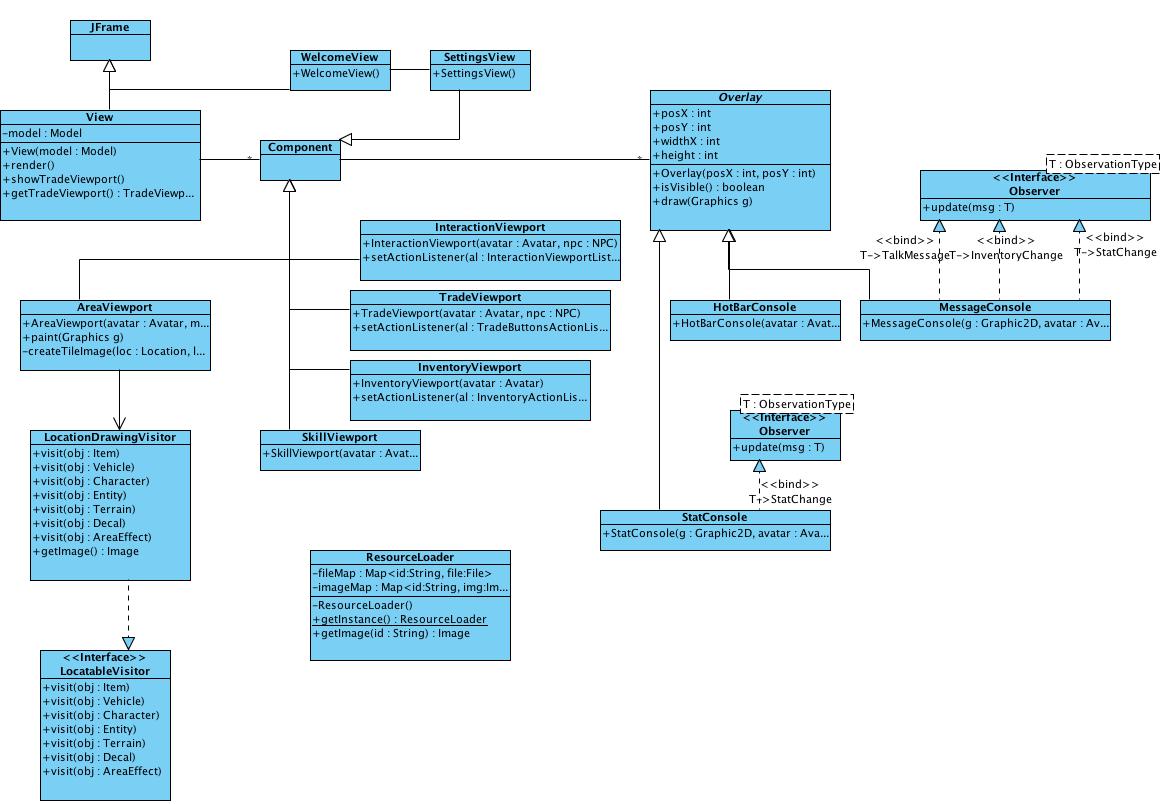 JFrame
WelcomeView
+WelcomeView()
SettingsView
+SettingsView()
View
-model : Model
+View(model : Model)
+render()
+showTradeViewport()
+getTradeViewport() : TradeViewp...
*
Component
*
Overlay
+posX : int
+posY : int
+widthX : int
+height : int
+Overlay(posX : int, posY : int)
+isVisible() : boolean
+draw(Graphics g)
T : ObservationType
<<Interface>>
Observer
+update(msg : T)
<<bind>>
T->TalkMessage
<<bind>>
T->InventoryChange
<<bind>>
T->StatChange
InteractionViewport
+InteractionViewport(avatar : Avatar, npc : NPC)
+setActionListener(al : InteractionViewportList...
AreaViewport
+AreaViewport(avatar : Avatar, m...
+paint(Graphics g)
-createTileImage(loc : Location, l...
TradeViewport
+TradeViewport(avatar : Avatar, npc : NPC)
+setActionListener(al : TradeButtonsActionLis...
HotBarConsole
+HotBarConsole(avatar : Avat...
MessageConsole
+MessageConsole(g : Graphic2D, avatar : Av...
InventoryViewport
+InventoryViewport(avatar : Avatar)
+setActionListener(al : InventoryActionLis...
T : ObservationType
<<Interface>>
Observer
+update(msg : T)
<<bind>>
T->StatChange
LocationDrawingVisitor
+visit(obj : Item)
+visit(obj : Vehicle)
+visit(obj : Character)
+visit(obj : Entity)
+visit(obj : Terrain)
+visit(obj : Decal)
+visit(obj : AreaEffect)
+getImage() : Image
SkillViewport
+SkillViewport(avatar : Avat...
StatConsole
+StatConsole(g : Graphic2D, avatar : Ava...
ResourceLoader
-fileMap : Map<id:String, file:File>
-imageMap : Map<id:String, img:Im...
-ResourceLoader()
+getInstance() : ResourceLoader
+getImage(id : String) : Image
<<Interface>>
LocatableVisitor
+visit(obj : Item)
+visit(obj : Vehicle)
+visit(obj : Character)
+visit(obj : Entity)
+visit(obj : Terrain)
+visit(obj : Decal)
+visit(obj : AreaEffect)